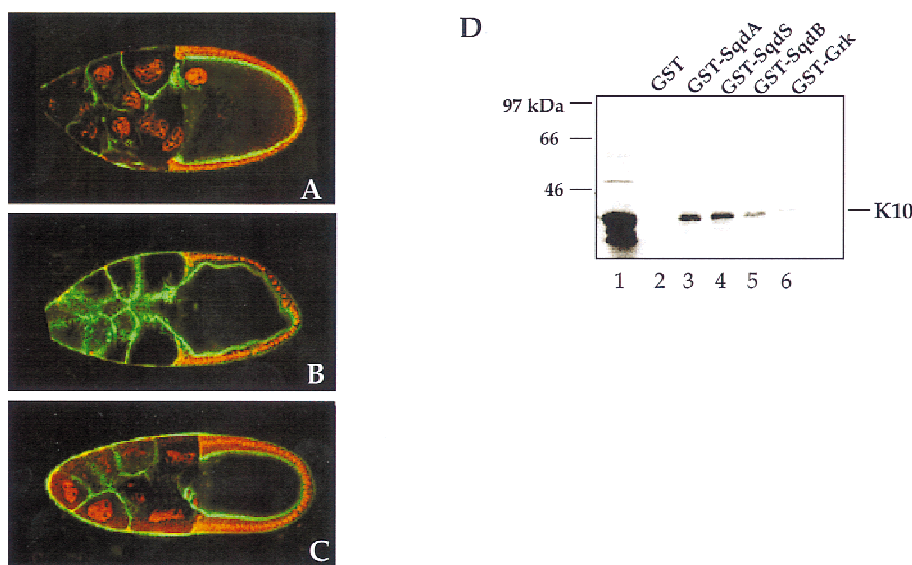 A
B
C
D
GST
GST-SqdA
GST-SqdS
GST-SqdB
GST-Grk
97 kDa
66
46
K10
1 2 3 4 5 6